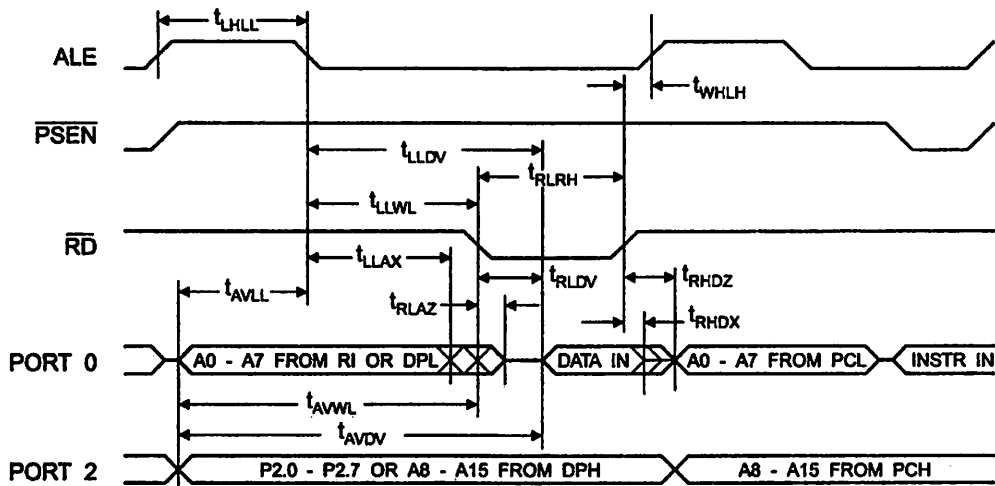 tLHLL
ALE
tWHLH
PSEN
tLLDV
tRLRH
tLLWL
RD
tLLAX
tRLDV
tRHDZ
tAVLL
tRLAZ
tRHDX
PORT 0
A0 - A7 FROM RI OR DPL
DATA IN
A0 - A7 FROM PCL
INSTR IN
tAVWL
tAVDV
PORT 2
P2.0 - P2.7 OR A8 - A15 FROM DPH
A8 - A15 FROM PCH